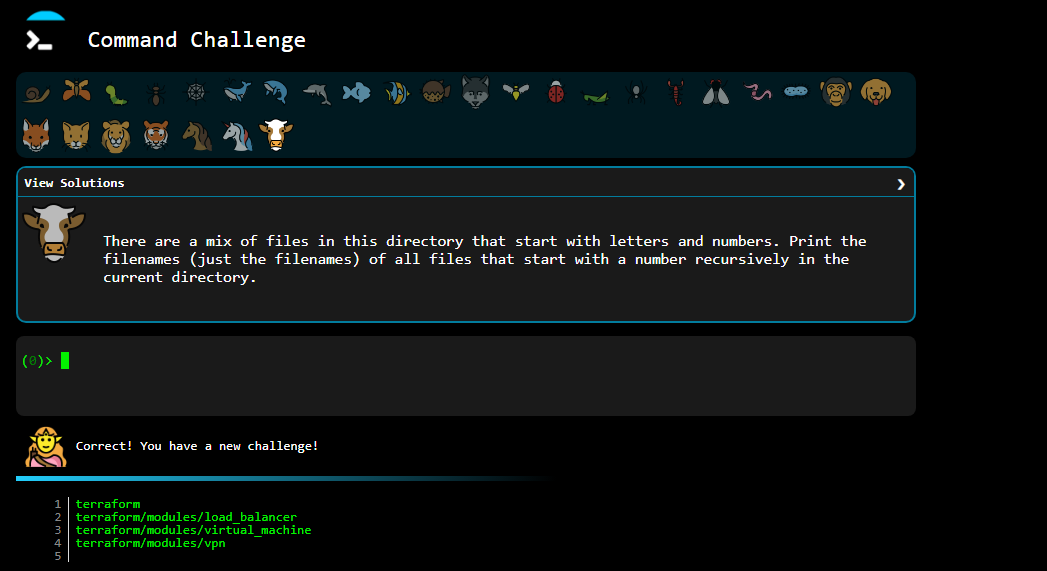 Command Challenge
View Solutions
There are a mix of files in this directory that start with letters and numbers. Print the
filenames (just the filenames) of all files that start with a number recursively in the
current directory.
(0)>
Correct! You have a new challenge!
1 terraform
2 terraform/modules/load_balancer
3 terraform/modules/virtual_machine
4 terraform/modules/vpn
5